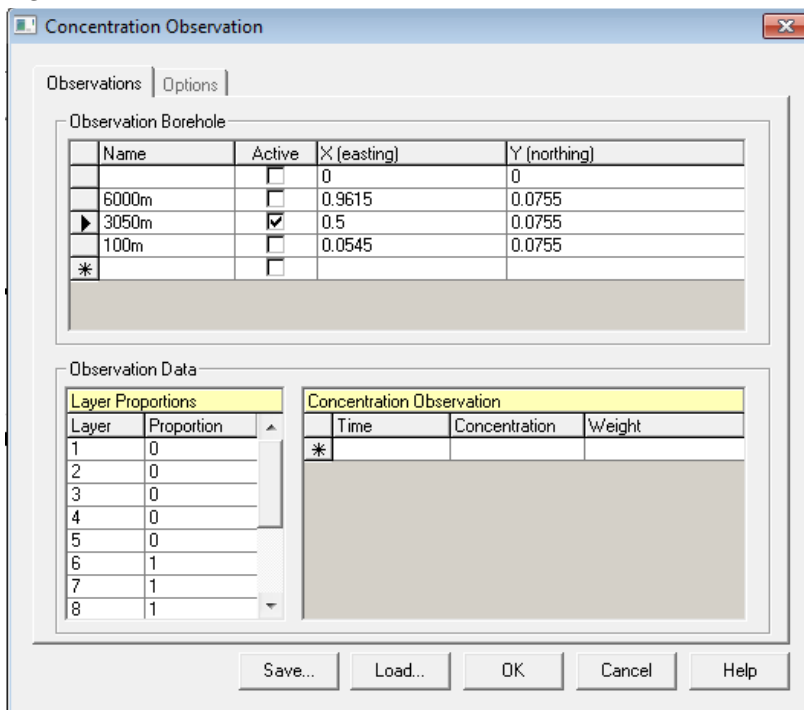 Concentration Observation
Observations Options
Observation Borehole
Name Active X (easting) Y (northing)
0 0
6000m 0.9615 0.0755
3050m 0.5 0.0755
100m 0.0545 0.0755
Observation Data
Layer Proportions
Layer Proportion
1 0
2 0
3 0
4 0
5 0
6 1
7 1
8 1
Concentration Observation
Time Concentration Weight
Save... Load... OK Cancel Help